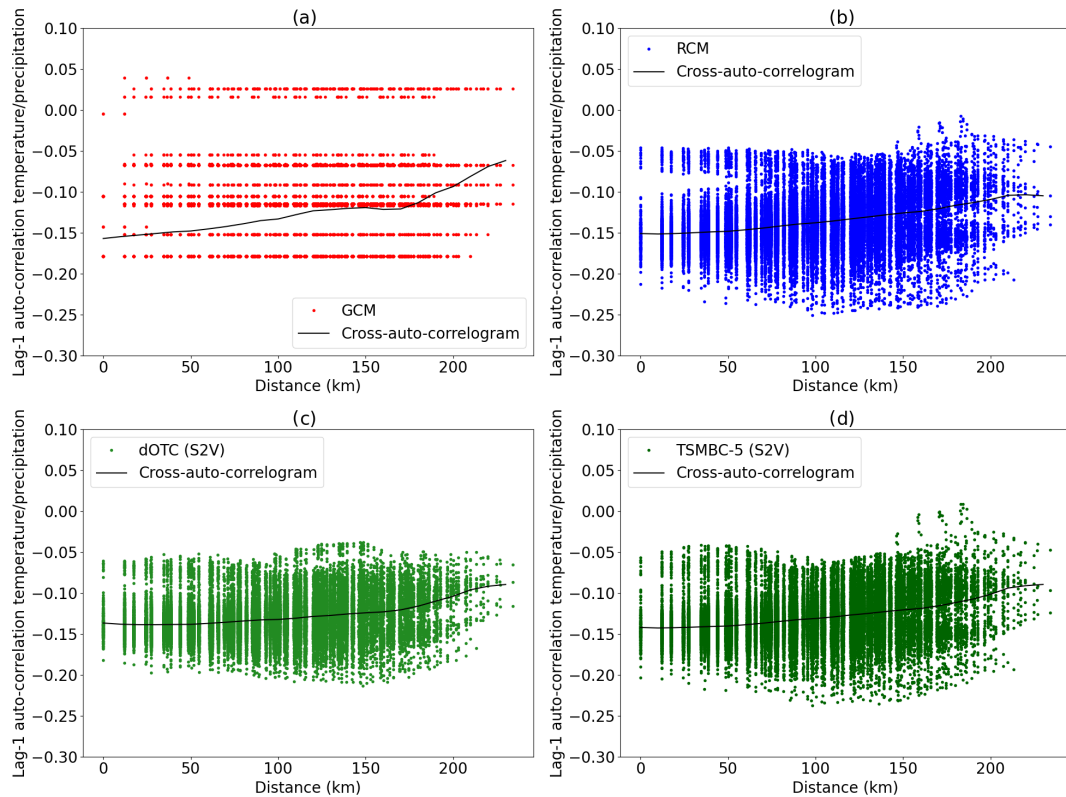 (a)
Lag-1 auto-correlation temperature/precipitation
0.10
0.05
0.00
−0.05
−0.10
−0.15
−0.20
−0.25
−0.30
GCM
Cross-auto-correlogram
0 50 100 150 200
Distance (km)
(b)
Lag-1 auto-correlation temperature/precipitation
0.10
0.05
0.00
−0.05
−0.10
−0.15
−0.20
−0.25
−0.30
RCM
Cross-auto-correlogram
0 50 100 150 200
Distance (km)
(c)
Lag-1 auto-correlation temperature/precipitation
0.10
0.05
0.00
−0.05
−0.10
−0.15
−0.20
−0.25
−0.30
dOTC (S2V)
Cross-auto-correlogram
0 50 100 150 200
Distance (km)
(d)
Lag-1 auto-correlation temperature/precipitation
0.10
0.05
0.00
−0.05
−0.10
−0.15
−0.20
−0.25
−0.30
TSMBC-5 (S2V)
Cross-auto-correlogram
0 50 100 150 200
Distance (km)